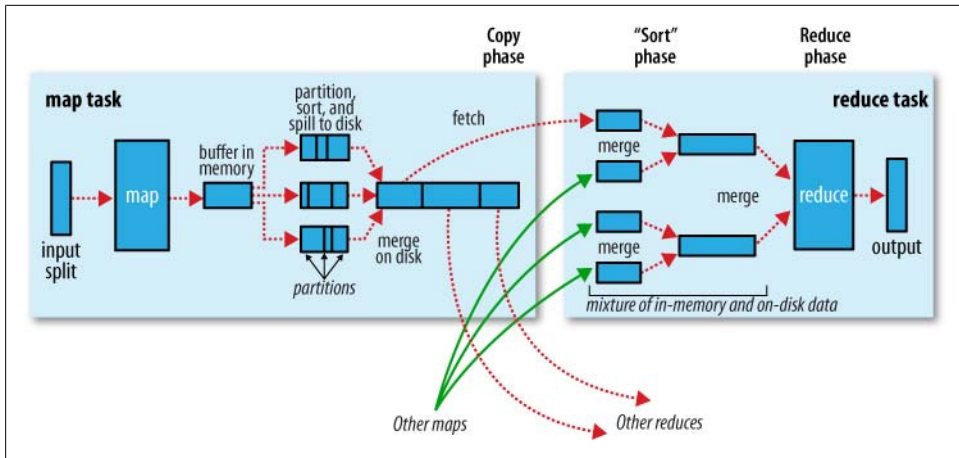 Copy
phase
“Sort”
phase
Reduce
phase
map task
partition,
sort, and
spill to disk
fetch
reduce task
buffer in
memory
map
input
split
merge
on disk
partitions
merge
merge
merge
reduce
output
mixture of in-memory and on-disk data
Other maps
Other reduces